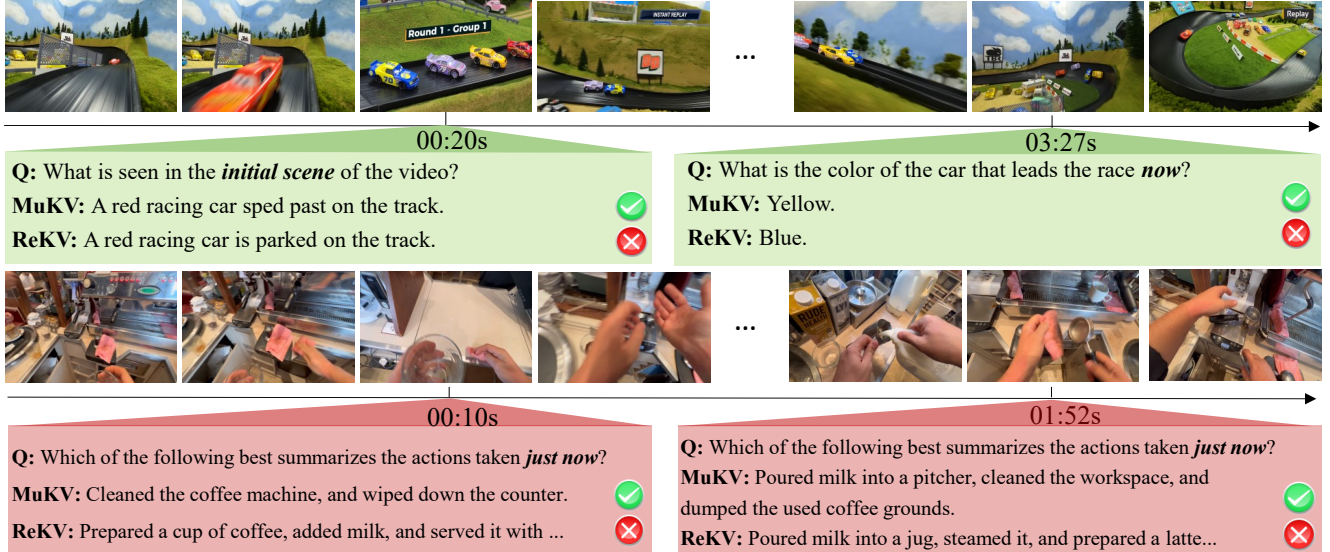 Round 1 - Group 1
INSTANT REPLAY
Replay
...
00:20s
03:27s
Q: What is seen in the initial scene of the video?
MuKV: A red racing car sped past on the track.
ReKV: A red racing car is parked on the track.
Q: What is the color of the car that leads the race now?
MuKV: Yellow.
ReKV: Blue.
...
RUDE
00:10s
01:52s
Q: Which of the following best summarizes the actions taken just now?
MuKV: Cleaned the coffee machine, and wiped down the counter.
ReKV: Prepared a cup of coffee, added milk, and served it with ...
Q: Which of the following best summarizes the actions taken just now?
MuKV: Poured milk into a pitcher, cleaned the workspace, and
dumped the used coffee grounds.
ReKV: Poured milk into a jug, steamed it, and prepared a latte...